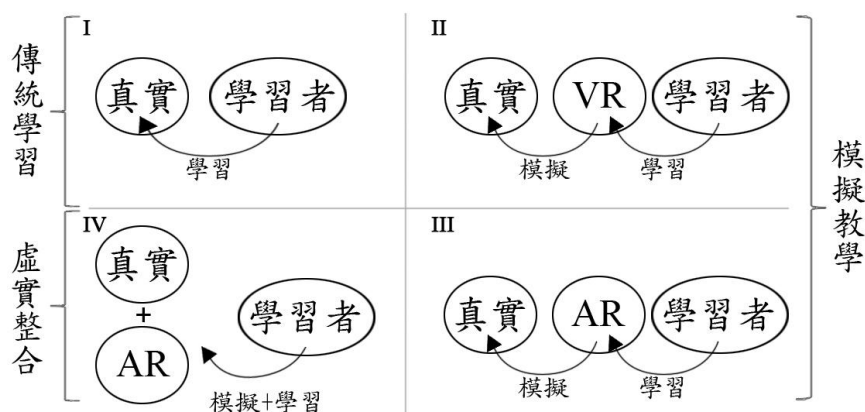 傳統學習
I
真實
學習者
學習
II
真實
VR
學習者
模擬
學習
模擬教學
虛實整合
IV
真實
+
AR
學習者
模擬+學習
III
真實
AR
學習者
模擬
學習